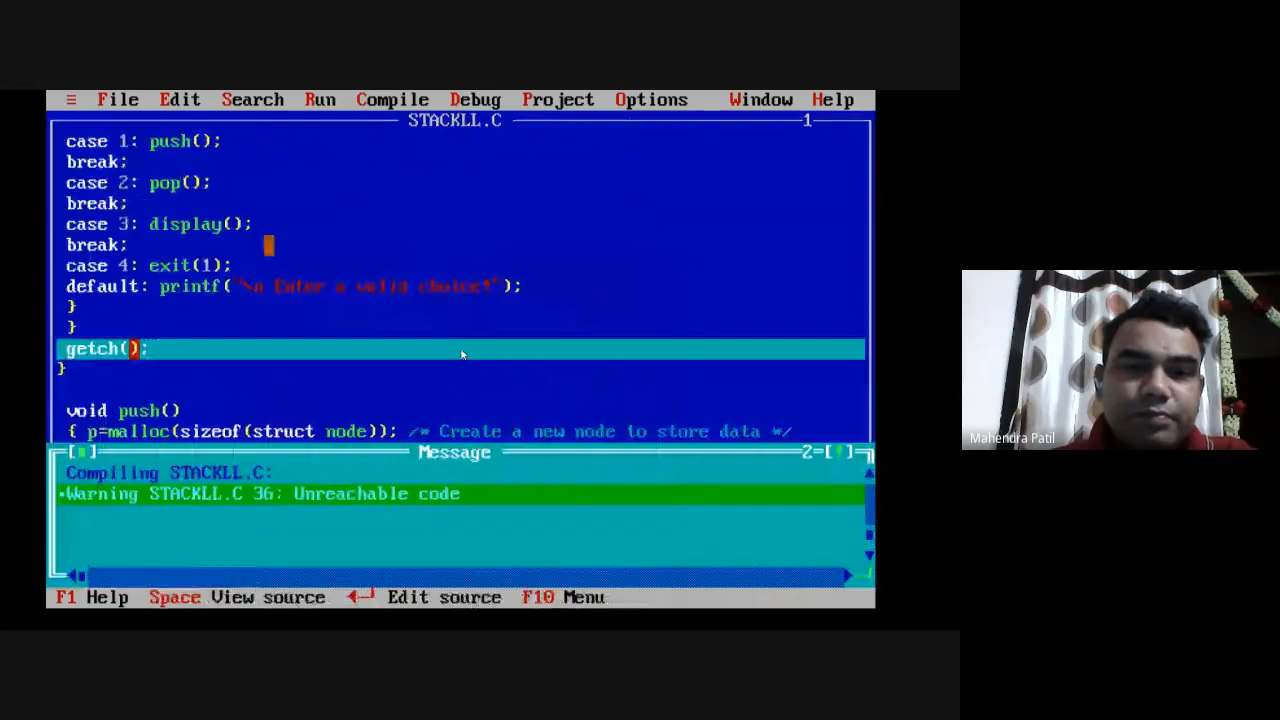 ≡ File Edit Search Run Compile Debug Project Options Window Help
STACKLL.C 1
case 1: push();
break;
case 2: pop();
break;
case 3: display();
break;
case 4: exit(1);
default: printf("\n Enter a valid choice!");
}
}
getch();
}
void push()
{ p=malloc(sizeof(struct node)); /* Create a new node to store data */
Message 2
Compiling STACKLL.C:
•Warning STACKLL.C 36: Unreachable code
F1 Help Space View source ◄─┘ Edit source F10 Menu
Mahendra Patil